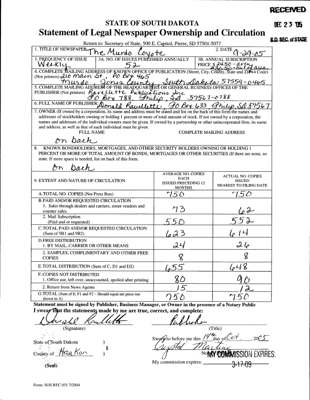 RECEIVED
DEC 23 '05
S.D. SEC. of STATE
STATE OF SOUTH DAKOTA
Statement of Legal Newspaper Ownership and Circulation
Return to: Secretary of State, 500 E. Capitol, Pierre, SD 57501-5077
1. TITLE OF NEWSPAPER The Murdo Coyote
2. DATE 9-29-05
3. FREQUENCY OF ISSUE
Weekly
3A. NO. OF ISSUES PUBLISHED ANNUALLY
52
3B. ANNUAL SUBSCRIPTION
PRICE
4. COMPLETE MAILING ADDRESS OF KNOWN OFFICE OF PUBLICATION (Street, City, County, State and Zip+4 Code)
(Not printers) 210 Main St., PO Box 465
Murdo, Jones County, South Dakota 57559-0465
5. COMPLETE MAILING ADDRESS OF THE HEADQUARTERS OR GENERAL BUSINESS OFFICES OF THE
PUBLISHER (Not printers) Ravellette Publications Inc.
PO Box 788, Philip, SD 57567-0788
6. FULL NAME OF PUBLISHER Donald Ravellette, PO Box 633, Philip, SD 57567
7. OWNER (If owned by a corporation, its name and address must be stated and also on the back of this form the names and
addresses of stockholders owning or holding 1 percent or more of total amount of stock. If not owned by a corporation, the
names and addresses of the individual owners must be given. If owned by a partnership or other unincorporated firm, its name
and address, as well as that of each individual must be given.
FULL NAME
COMPLETE MAILING ADDRESS
on back
8. KNOWN BONDHOLDERS, MORTGAGES, AND OTHER SECURITY HOLDERS OWNING OR HOLDING 1
PERCENT OR MORE OF TOTAL AMOUNT OF BONDS, MORTGAGES OR OTHER SECURITIES (If there are none, so
state. If more space is needed, list on back of this form.
on back
9. EXTENT AND NATURE OF CIRCULATION
AVERAGE NO. COPIES
EACH
ISSUED PRECEDING 12
MONTHS
ACTUAL NO. COPIES
ISSUED
NEAREST TO FILING DATE
A. TOTAL NO. COPIES (Net Press Run)
750
750
B. PAID AND/OR REQUESTED CIRCULATION
1. Sales through dealers and carriers, street vendors and
counter sales.
73
62
2. Mail Subscription
(Paid and or requested)
550
552
C TOTAL PAID AND/OR REQUESTED CIRCULATION
(Sum of 9B1 and 9B2)
623
614
D. FREE DISTRIBUTION
1. BY MAIL, CARRIER OR OTHER MEANS
24
26
2. SAMPLES, COMPLIMENTARY AND OTHER FREE
COPIES
8
8
E. TOTAL DISTRIBUTION (Sum of C, D1 and D2)
655
648
F. COPIES NOT DISTRIBUTED
1. Office use, left over, unaccounted, spoiled after printing
80
90
2. Return from News Agents
15
12
G. TOTAL (Sum of E, F1 and F2 - Should equal net press run
shown in A)
750
750
Statement must be signed by Publisher, Business Manager, or Owner in the presence of a Notary Public
I swear that the statements made by me are true, correct, and complete:
Publisher
(Signature)
(Title)
State of South Dakota )
§
County of Haakon )
Sworn to before me this 19th day of Oct 2005
My commission expires:
MY COMMISSION EXPIRES:
3-17-09
(Seal)
Form: SOS REC 051 7/2004